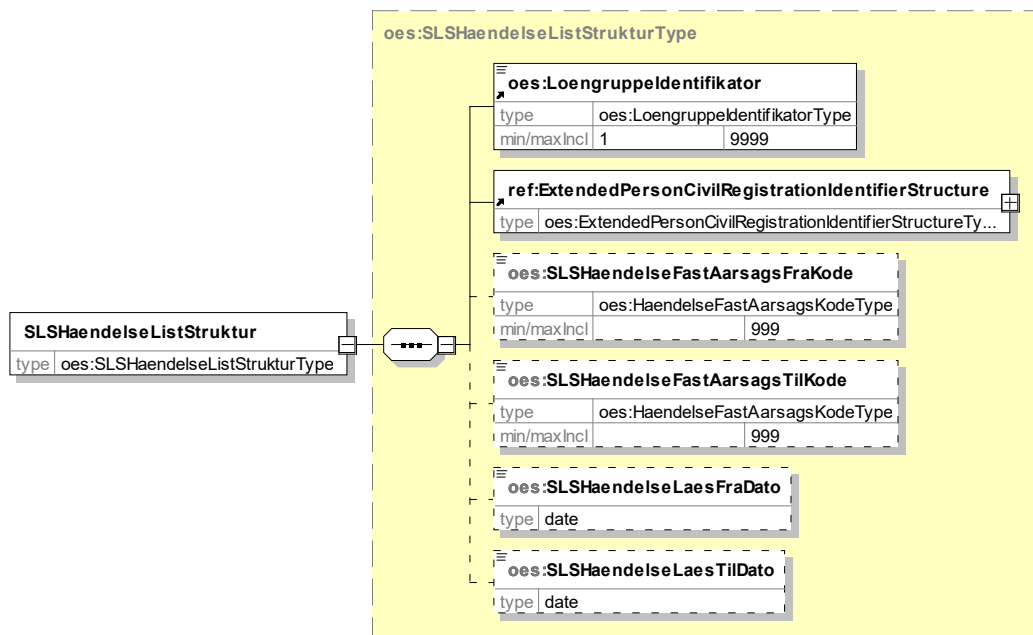 oes:SLSHaendelseListStrukturType
oes:LoengruppeIdentifikator
type oes:LoengruppeIdentifikatorType
min/maxIncl 1 9999
ref:ExtendedPersonCivilRegistrationIdentifierStructure
type oes:ExtendedPersonCivilRegistrationIdentifierStructureTy...
oes:SLSHaendelseFastAarsagsFraKode
type oes:HaendelseFastAarsagsKodeType
min/maxIncl 999
SLSHaendelseListStruktur
type oes:SLSHaendelseListStrukturType
oes:SLSHaendelseFastAarsagsTilKode
type oes:HaendelseFastAarsagsKodeType
min/maxIncl 999
oes:SLSHaendelseLaesFraDato
type date
oes:SLSHaendelseLaesTilDato
type date